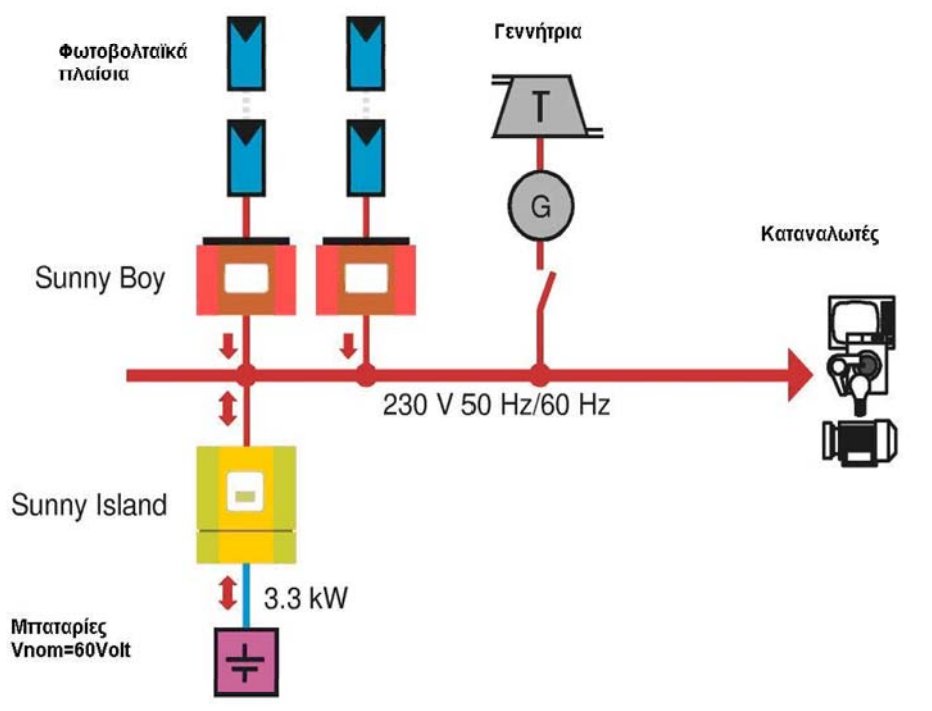 Φωτοβολταϊκά
πλαίσια
Γεννήτρια
T
G
Καταναλωτές
Sunny Boy
230 V 50 Hz/60 Hz
Sunny Island
3.3 kW
Μπαταρίες
Vnom=60Volt